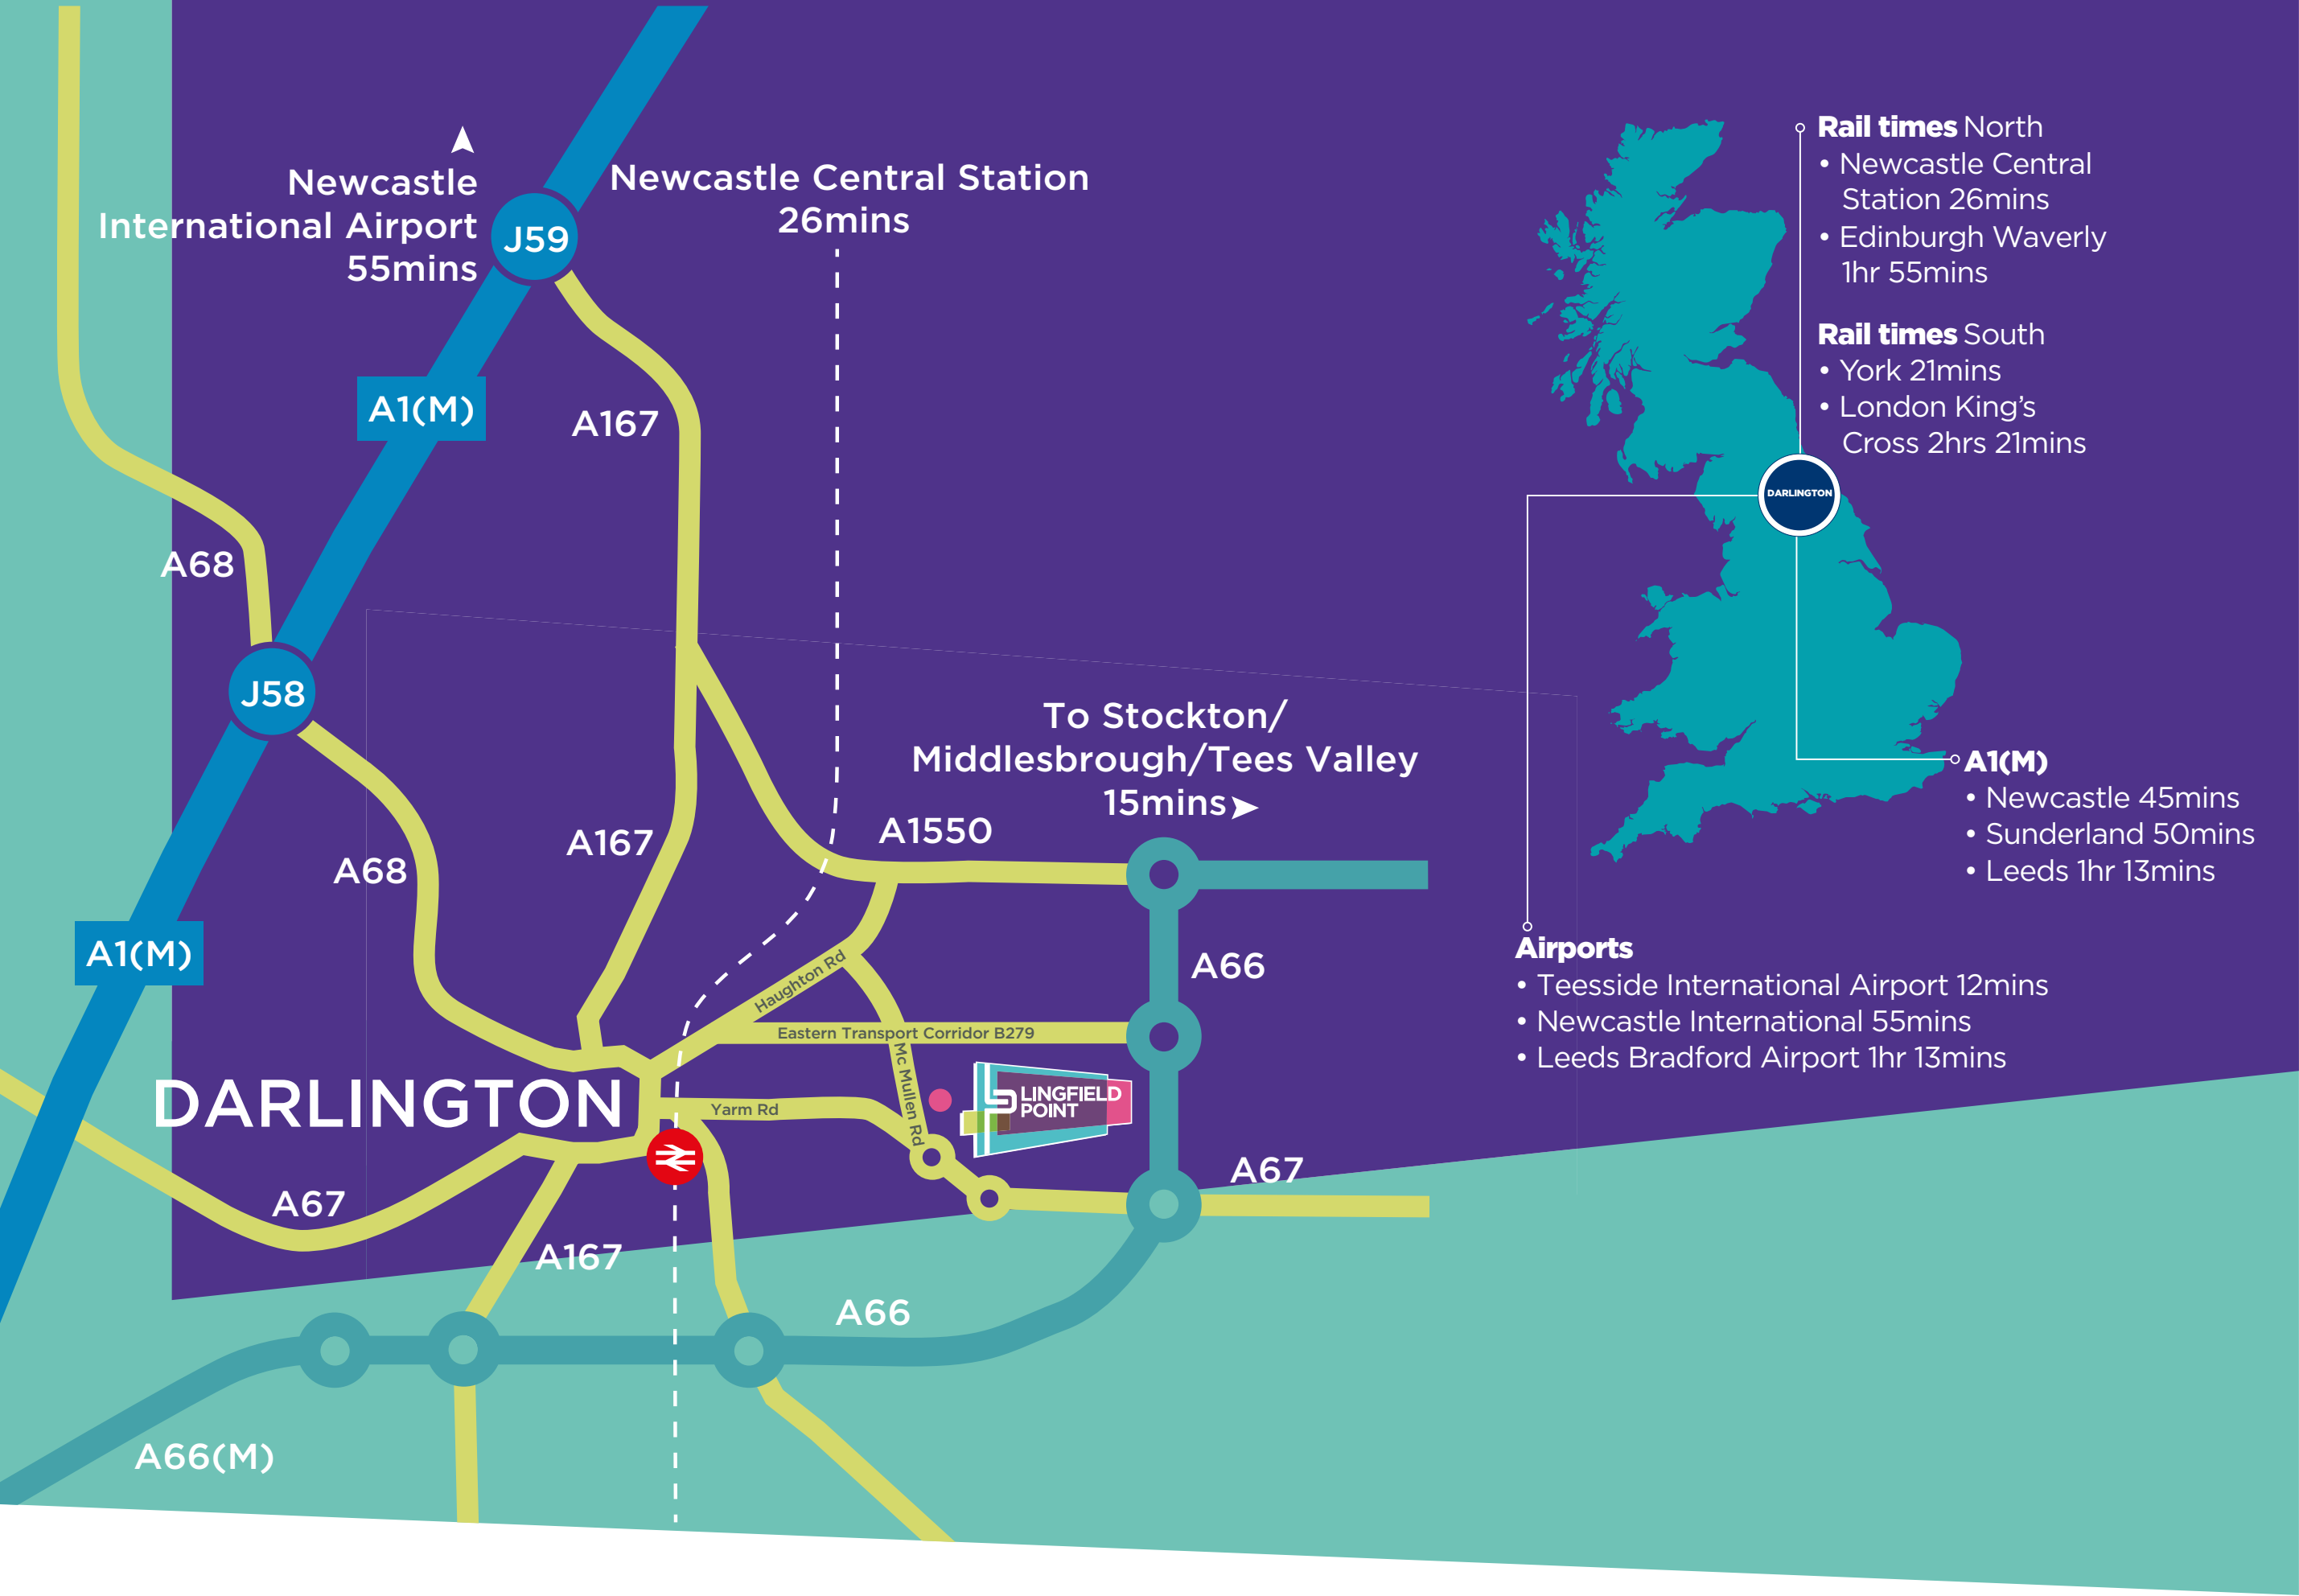 Newcastle
International Airport
55mins
J59
Newcastle Central Station
26mins
A1(M)
A167
A68
J58
To Stockton/
Middlesbrough/Tees Valley
15mins
A1550
A167
A68
A1(M)
A66
Haughton Rd
Eastern Transport Corridor B279
Mc Mullen Rd
LINGFIELD
POINT
DARLINGTON
Yarm Rd
A67
A67
A167
A66
A66(M)
Rail times North
• Newcastle Central
Station 26mins
• Edinburgh Waverly
1hr 55mins
Rail times South
• York 21mins
• London King’s
Cross 2hrs 21mins
DARLINGTON
A1(M)
• Newcastle 45mins
• Sunderland 50mins
• Leeds 1hr 13mins
Airports
• Teesside International Airport 12mins
• Newcastle International 55mins
• Leeds Bradford Airport 1hr 13mins